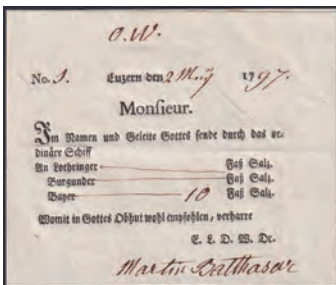 O. W.
No. 1. Luzern den 2 May 1797.
Monsieur.
Im Namen und Geleite Gottes sende durch das or-
dinäre Schiff
An Lothringer Faß Salz.
Burgunder Faß Salz.
Bayer 10 Faß Salz.
Womit in Gottes Obhut wohl empfohlen, verharre
E. L. D. W. Dr.
Martin Balthasar